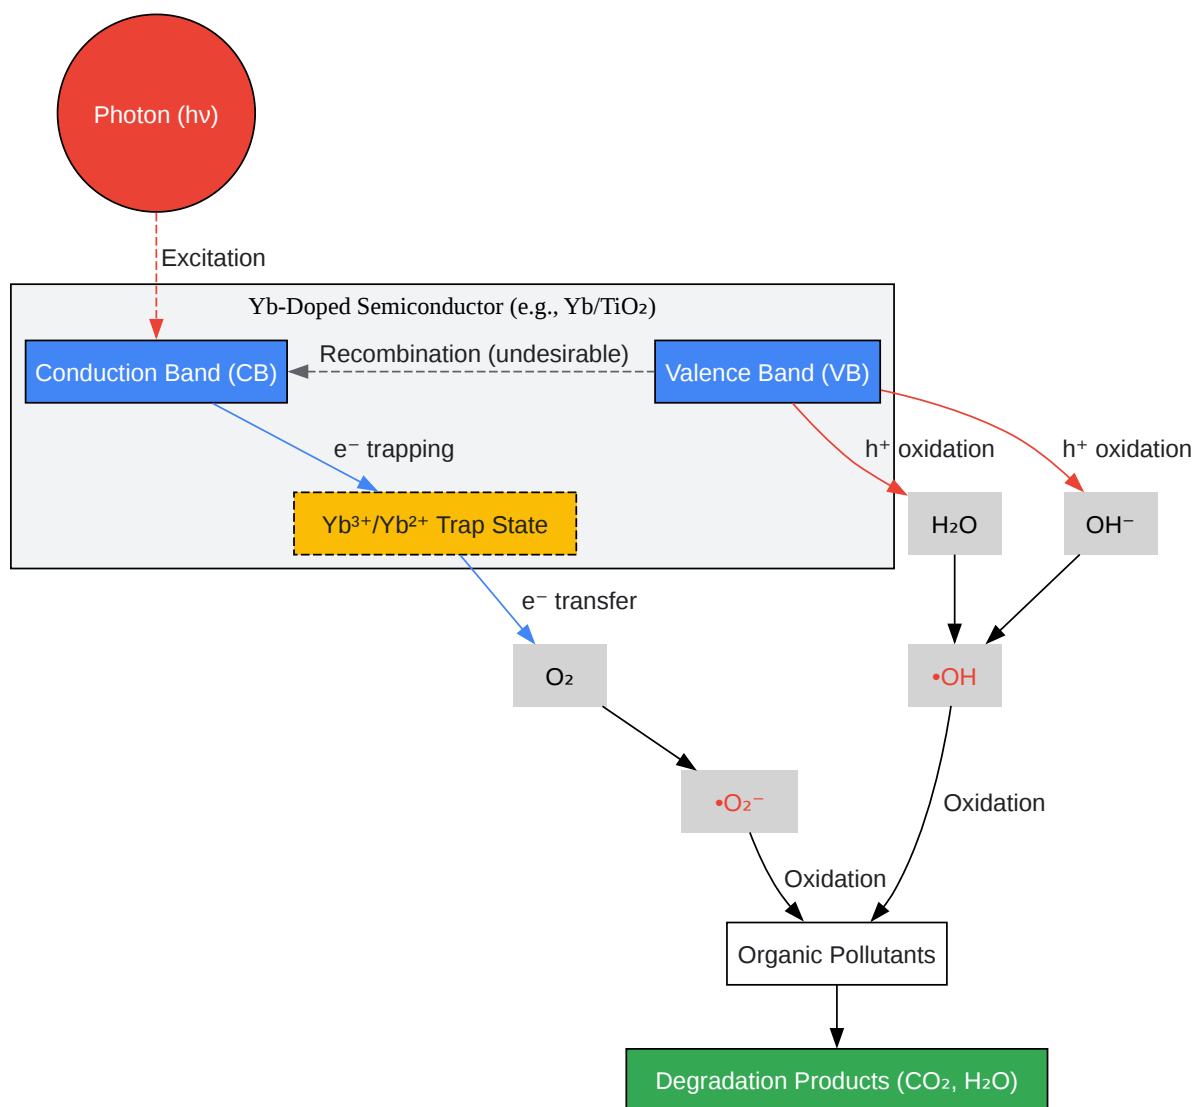 Photon (hν)
Excitation
Yb-Doped Semiconductor (e.g., Yb/TiO₂)
Conduction Band (CB)
Recombination (undesirable)
Valence Band (VB)
e⁻ trapping
h⁺ oxidation
h⁺ oxidation
Yb³⁺/Yb²⁺ Trap State
H₂O
OH⁻
e⁻ transfer
O₂
•OH
•O₂⁻
Oxidation
Oxidation
Organic Pollutants
Degradation Products (CO₂, H₂O)